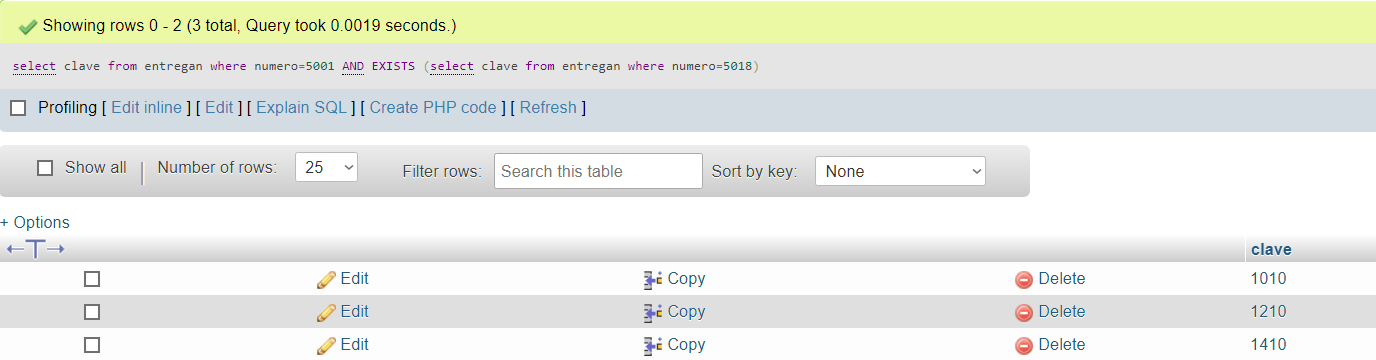 Showing rows 0 - 2 (3 total, Query took 0.0019 seconds.)
select clave from entregan where numero=5001 AND EXISTS (select clave from entregan where numero=5018)
Profiling [ Edit inline ] [ Edit ] [ Explain SQL ] [ Create PHP code ] [ Refresh ]
Show all | Number of rows: 25 Filter rows: Search this table Sort by key: None
+ Options
←T→ clave
Edit Copy Delete 1010
Edit Copy Delete 1210
Edit Copy Delete 1410